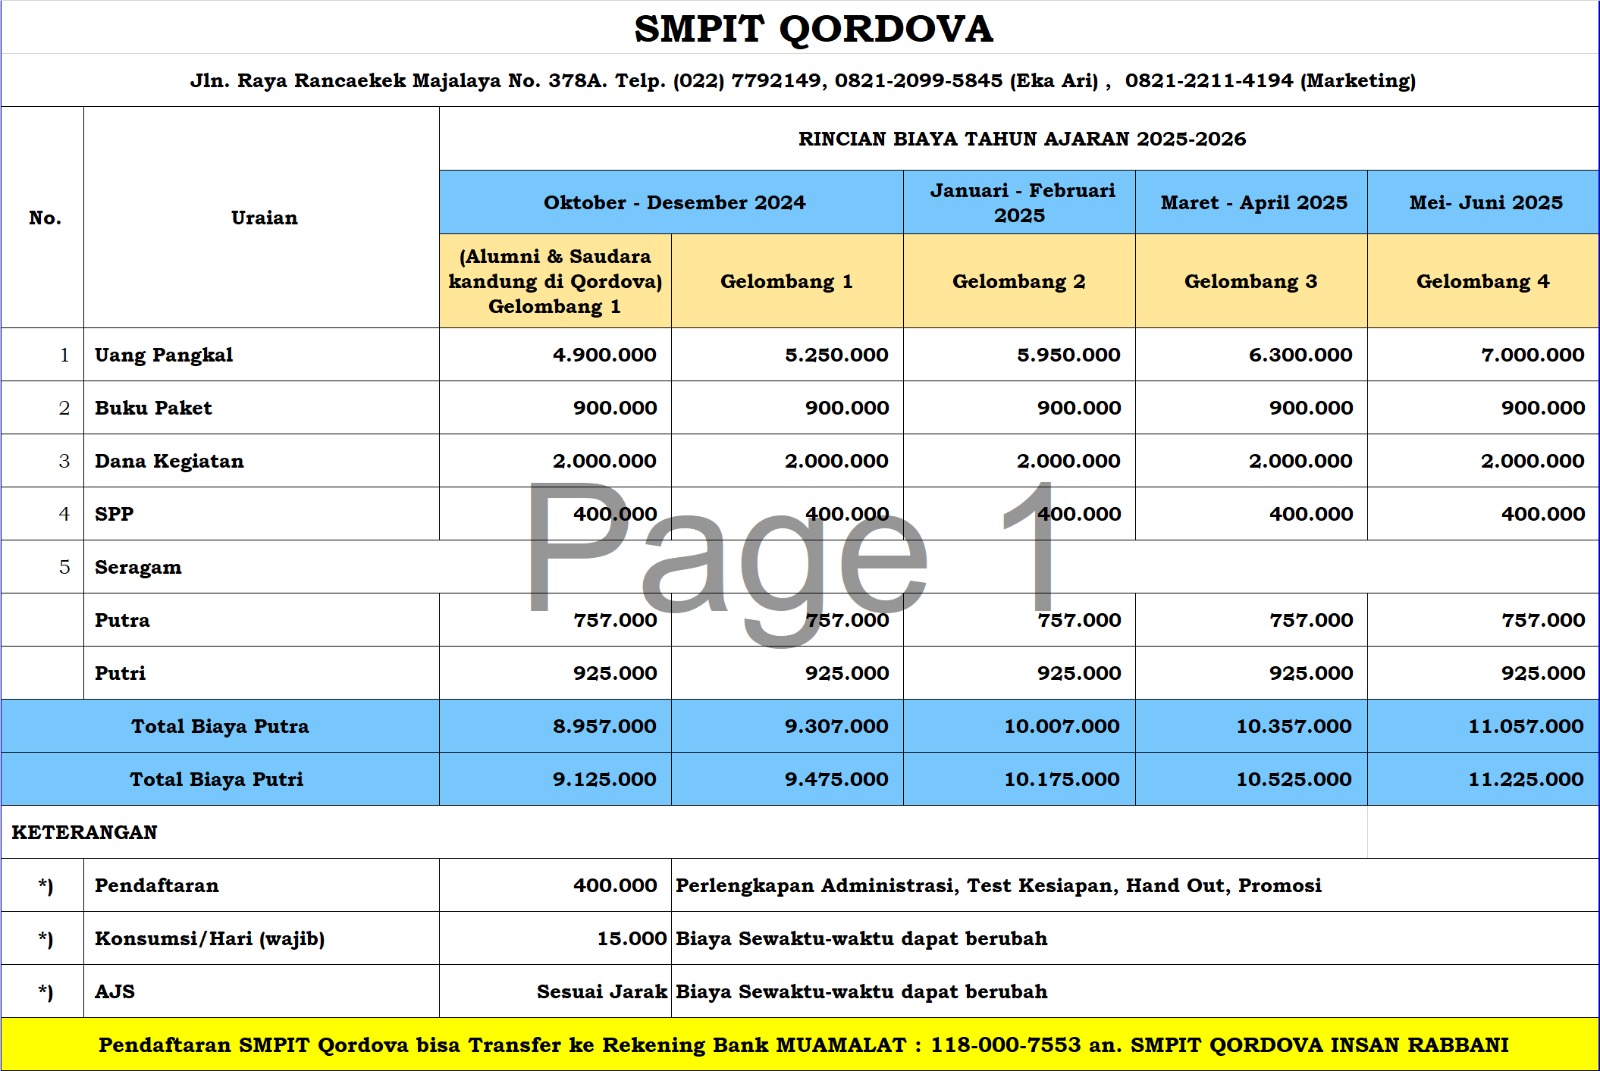 SMPIT QORDOVA
Jln. Raya Rancaekek Majalaya No. 378A. Telp. (022) 7792149, 0821-2099-5845 (Eka Ari) , 0821-2211-4194 (Marketing)
No.
Uraian
RINCIAN BIAYA TAHUN AJARAN 2025-2026
Oktober - Desember 2024
Januari - Februari
2025
Maret - April 2025
Mei- Juni 2025
(Alumni & Saudara
kandung di Qordova)
Gelombang 1
Gelombang 1
Gelombang 2
Gelombang 3
Gelombang 4
1 Uang Pangkal 4.900.000 5.250.000 5.950.000 6.300.000 7.000.000
2 Buku Paket 900.000 900.000 900.000 900.000 900.000
3 Dana Kegiatan 2.000.000 2.000.000 2.000.000 2.000.000 2.000.000
4 SPP 400.000 400.000 400.000 400.000 400.000
5 Seragam
Page 1
Putra 757.000 757.000 757.000 757.000 757.000
Putri 925.000 925.000 925.000 925.000 925.000
Total Biaya Putra 8.957.000 9.307.000 10.007.000 10.357.000 11.057.000
Total Biaya Putri 9.125.000 9.475.000 10.175.000 10.525.000 11.225.000
KETERANGAN
*) Pendaftaran 400.000 Perlengkapan Administrasi, Test Kesiapan, Hand Out, Promosi
*) Konsumsi/Hari (wajib) 15.000 Biaya Sewaktu-waktu dapat berubah
*) AJS Sesuai Jarak Biaya Sewaktu-waktu dapat berubah
Pendaftaran SMPIT Qordova bisa Transfer ke Rekening Bank MUAMALAT : 118-000-7553 an. SMPIT QORDOVA INSAN RABBANI